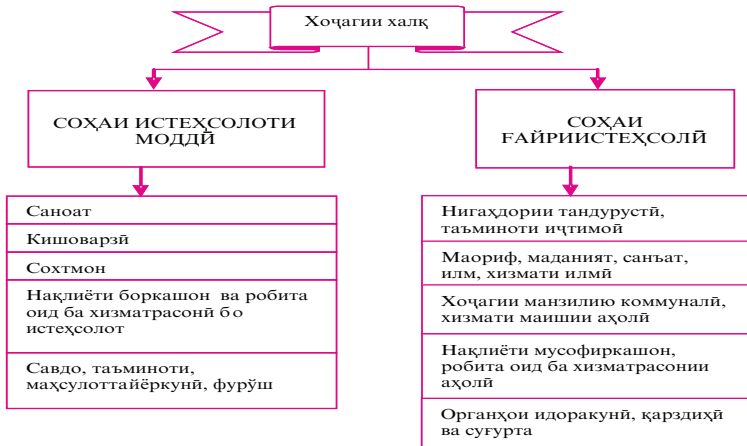 Хоҷагии халқ
СОҲАИ ИСТЕҲСОЛОТИ
МОДДӢ
Саноат
Кишоварзӣ
Сохтмон
Нақлиёти боркашон ва робита
оид ба хизматрасонӣ бо
истеҳсолот
Савдо, таъминоти,
маҳсулоттайёркунӣ, фурӯш
СОҲАИ
ҒАЙРИИСТЕҲСОЛӢ
Нигаҳдории тандурустӣ,
таъминоти иҷтимоӣ
Маориф, маданият, санъат,
илм, хизмати илмӣ
Хоҷагии манзилию коммуналӣ,
хизмати маишии аҳолӣ
Нақлиёти мусофиркашон,
робита оид ба хизматрасонии
аҳолӣ
Органҳои идоракунӣ, қарздиҳӣ
ва суғурта